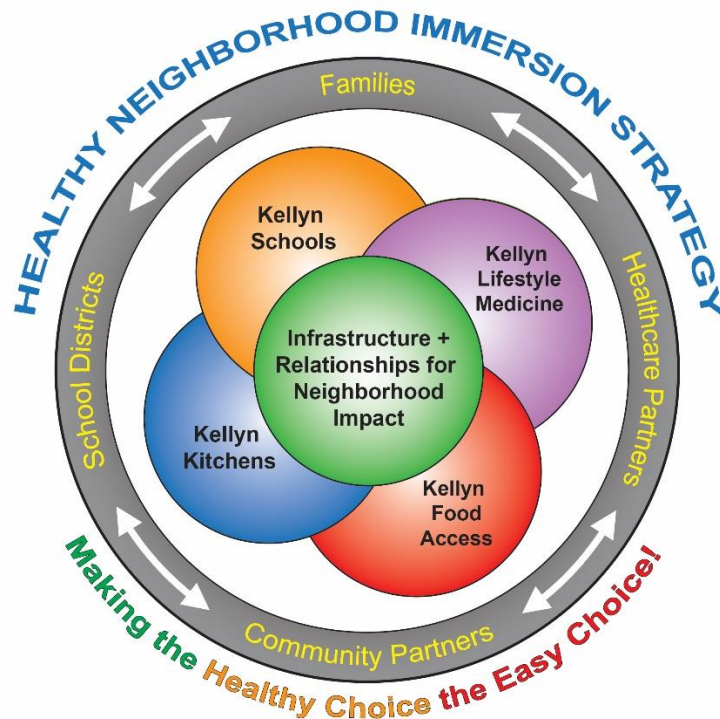 HEALTHY NEIGHBORHOOD IMMERSION STRATEGY
Families
School Districts
Healthcare Partners
Community Partners
Kellyn
Schools
Kellyn
Lifestyle
Medicine
Infrastructure +
Relationships for
Neighborhood
Impact
Kellyn
Kitchens
Kellyn
Food
Access
Making the Healthy Choice the Easy Choice!